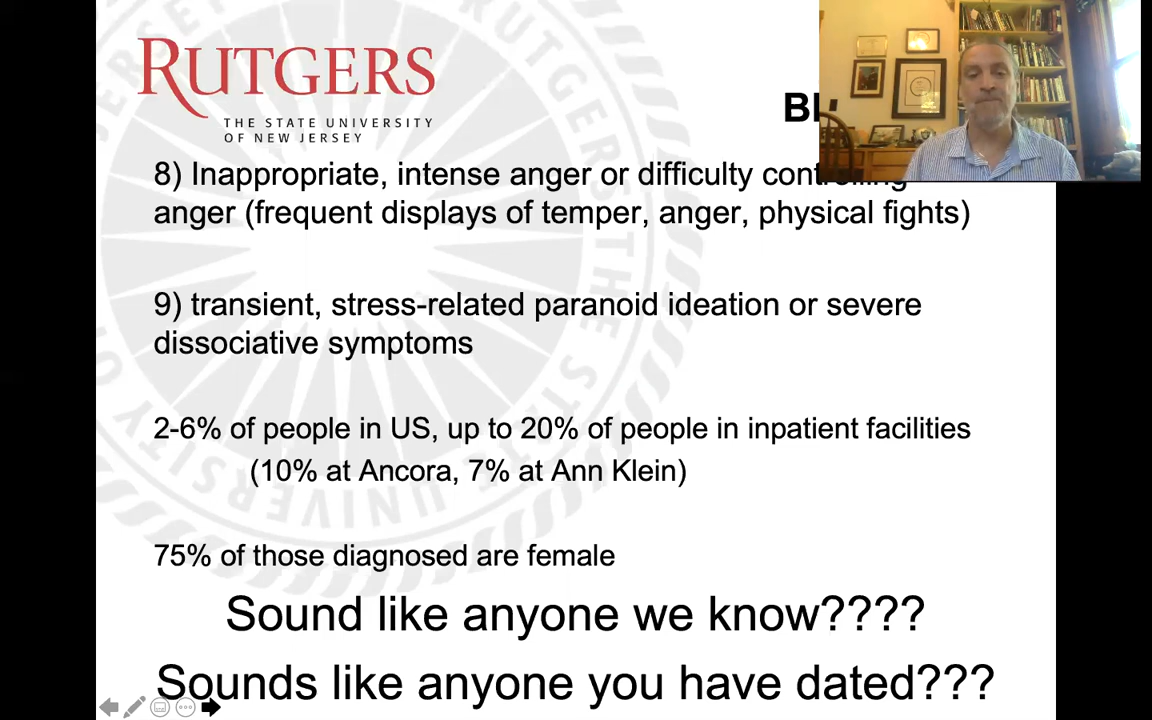 RUTGERS
THE STATE UNIVERSITY
OF NEW JERSEY
8) Inappropriate, intense anger or difficulty controlling
anger (frequent displays of temper, anger, physical fights)
9) transient, stress-related paranoid ideation or severe
dissociative symptoms
2-6% of people in US, up to 20% of people in inpatient facilities
(10% at Ancora, 7% at Ann Klein)
75% of those diagnosed are female
Sound like anyone we know????
Sounds like anyone you have dated???